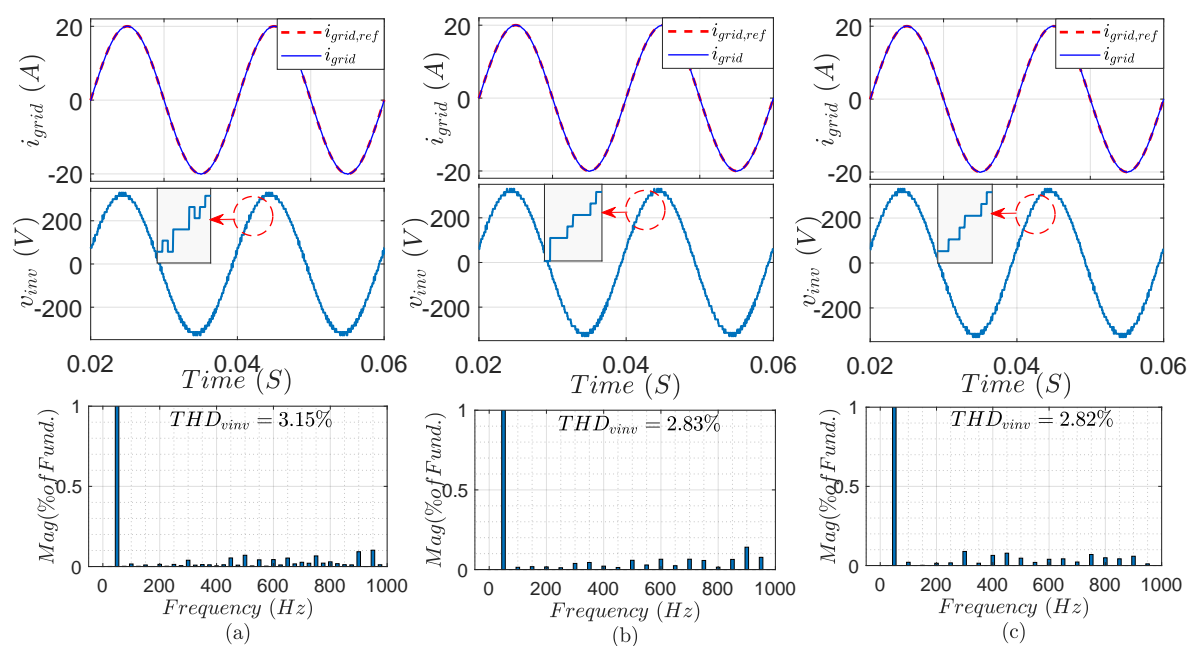 20
0
-20
i_{grid} (A)
i_{grid,ref}
i_{grid}
200
0
-200
v_{inv} (V)
0.02
0.04
0.06
Time (S)
THD_{vinv} = 3.15%
1
0.5
0
Mag(%of Fund.)
0
200
400
600
800
1000
Frequency (Hz)
(a)
20
0
-20
i_{grid} (A)
i_{grid,ref}
i_{grid}
200
0
-200
v_{inv} (V)
0.02
0.04
0.06
Time (S)
THD_{vinv} = 2.83%
1
0.5
0
Mag(%of Fund.)
0
200
400
600
800
1000
Frequency (Hz)
(b)
20
0
-20
i_{grid} (A)
i_{grid,ref}
i_{grid}
200
0
-200
v_{inv} (V)
0.02
0.04
0.06
Time (S)
THD_{vinv} = 2.82%
1
0.5
0
Mag(%of Fund.)
0
200
400
600
800
1000
Frequency (Hz)
(c)